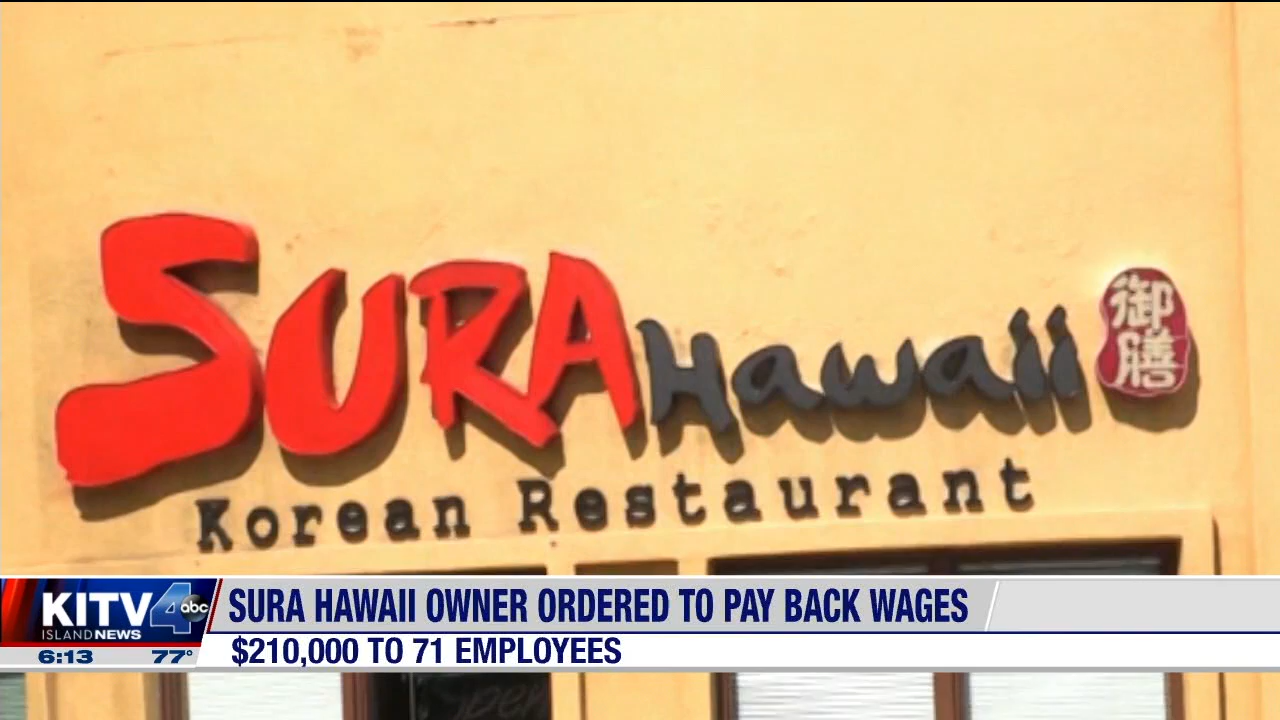 SURA Hawaii
御膳
Korean Restaurant
KITV4 abc
ISLAND NEWS
SURA HAWAII OWNER ORDERED TO PAY BACK WAGES
6:13 77°
$210,000 TO 71 EMPLOYEES
OPEN